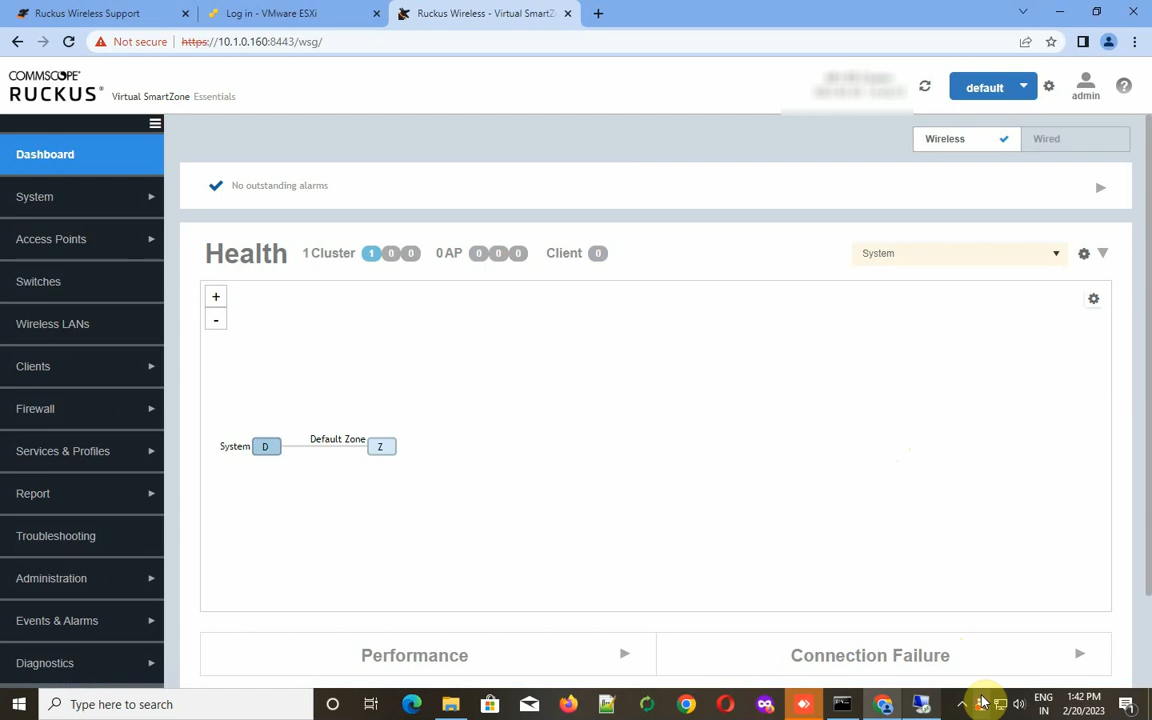 Ruckus Wireless Support
Log in - VMware ESXi
Ruckus Wireless - Virtual SmartZ
Not secure
https://10.1.0.160:8443/wsg/
COMMSCOPE®
RUCKUS®
Virtual SmartZone Essentials
default
admin
Wireless
Wired
Dashboard
System
Access Points
Switches
Wireless LANs
Clients
Firewall
Services & Profiles
Report
Troubleshooting
Administration
Events & Alarms
Diagnostics
No outstanding alarms
Health 1 Cluster 1 0 0 0 AP 0 0 0 Client 0
System
+
-
System D Default Zone Z
Performance
Connection Failure
Type here to search
ENG
IN
1:42 PM
2/20/2023
1